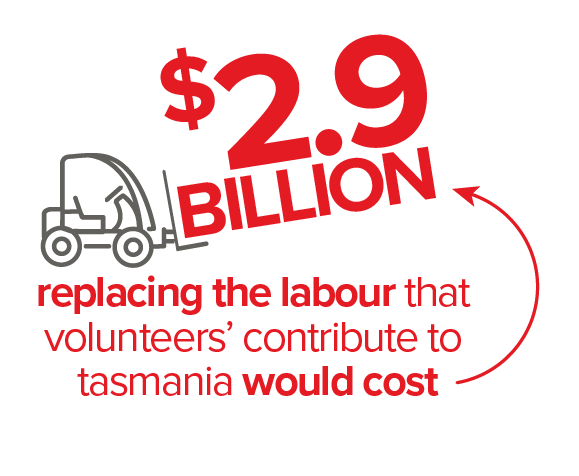 $2.9
BILLION
replacing the labour that
volunteers’ contribute to
tasmania would cost